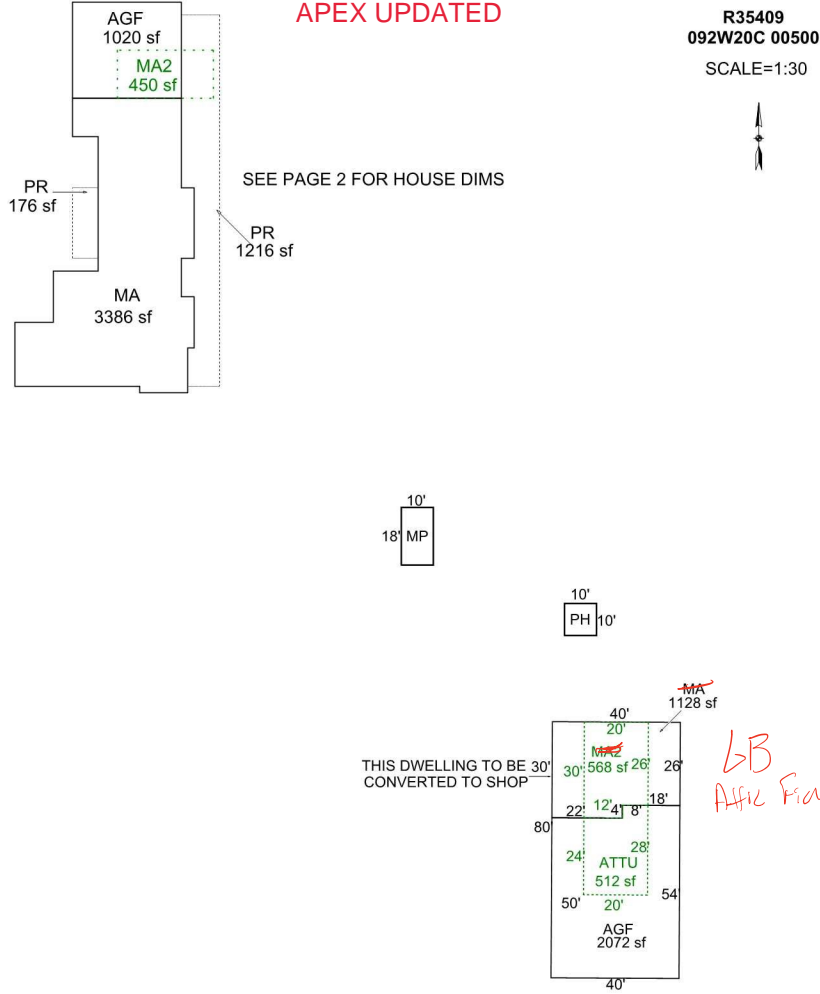 APEX UPDATED
R35409
092W20C 00500
SCALE=1:30
AGF
1020 sf
MA2
450 sf
SEE PAGE 2 FOR HOUSE DIMS
PR
176 sf
PR
1216 sf
MA
3386 sf
10'
18' MP
10'
PH 10'
MA
1128 sf
40'
20'
MA2
568 sf
THIS DWELLING TO BE
CONVERTED TO SHOP
30'
30'
26'
26'
GB
Attic Fin
22'
12'
4'
8'
18'
80'
24'
28'
ATTU
512 sf
50'
20'
54'
AGF
2072 sf
40'